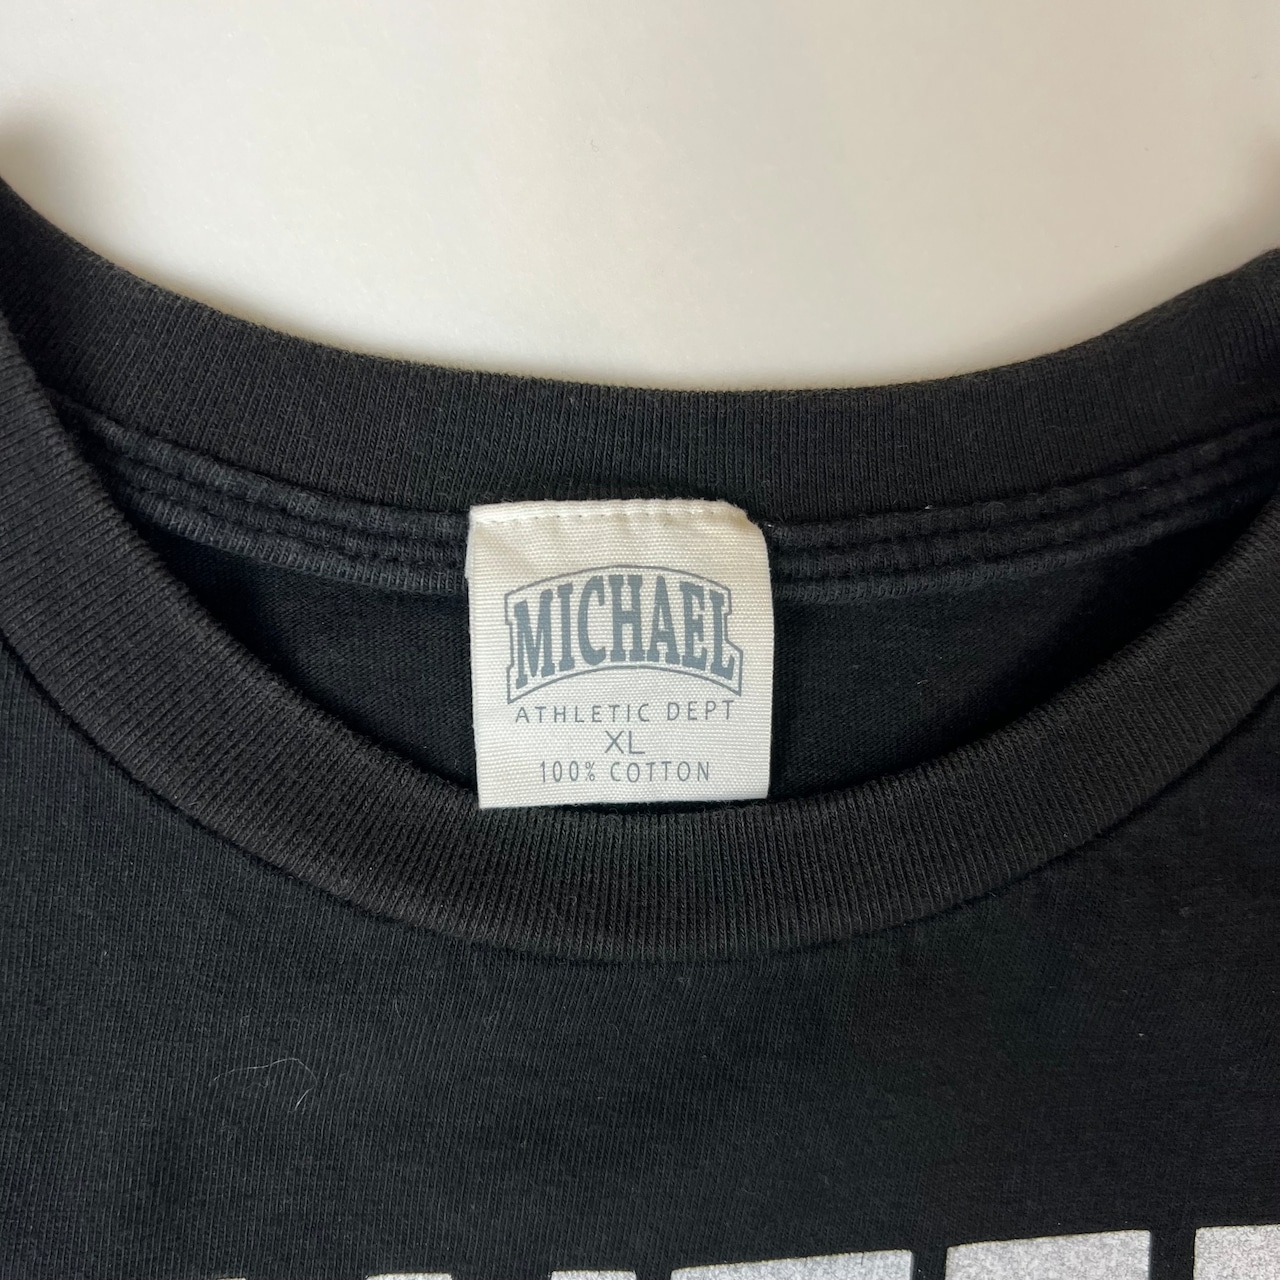 MICHAEL
ATHLETIC DEPT
XL
100% COTTON